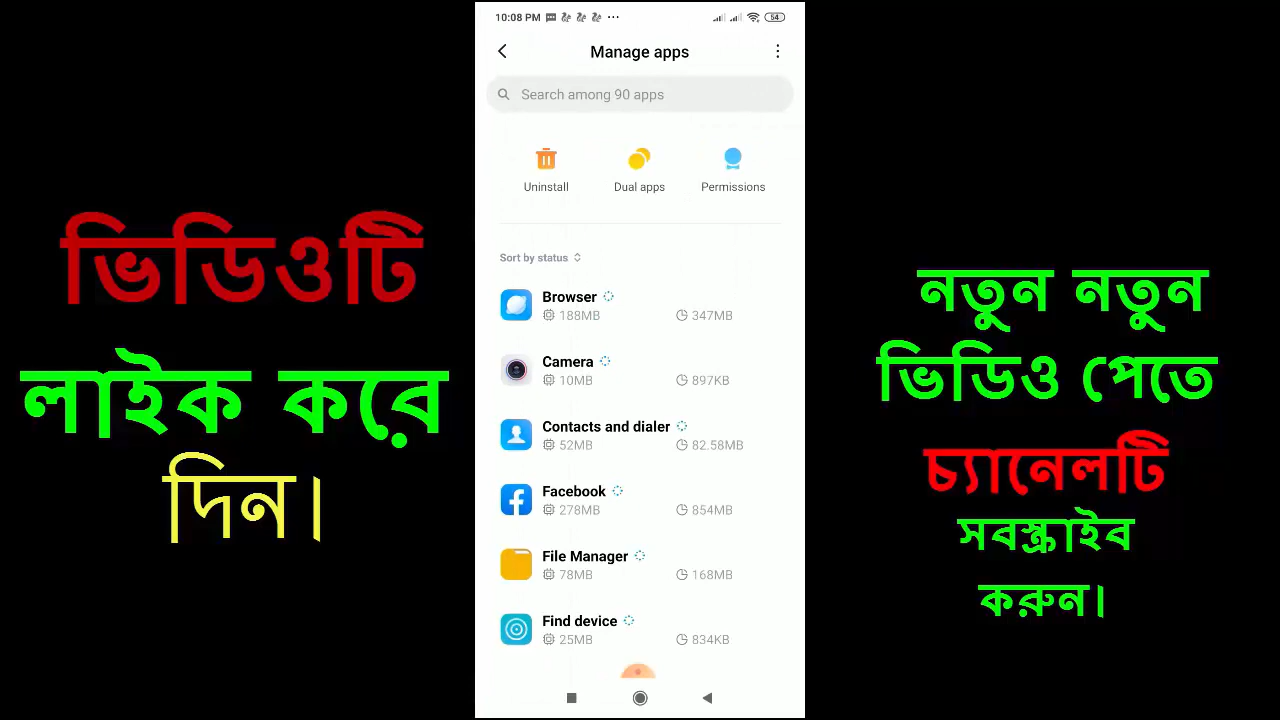 ভিডিওটি
লাইক করে
দিন।
10:08 PM 54
Manage apps
Search among 90 apps
Uninstall Dual apps Permissions
Sort by status
Browser
188MB 347MB
Camera
10MB 897KB
Contacts and dialer
52MB 82.58MB
Facebook
278MB 854MB
File Manager
78MB 168MB
Find device
25MB 834KB
নতুন নতুন
ভিডিও পেতে
চ্যানেলটি
সবস্ক্রাইব
করুন।